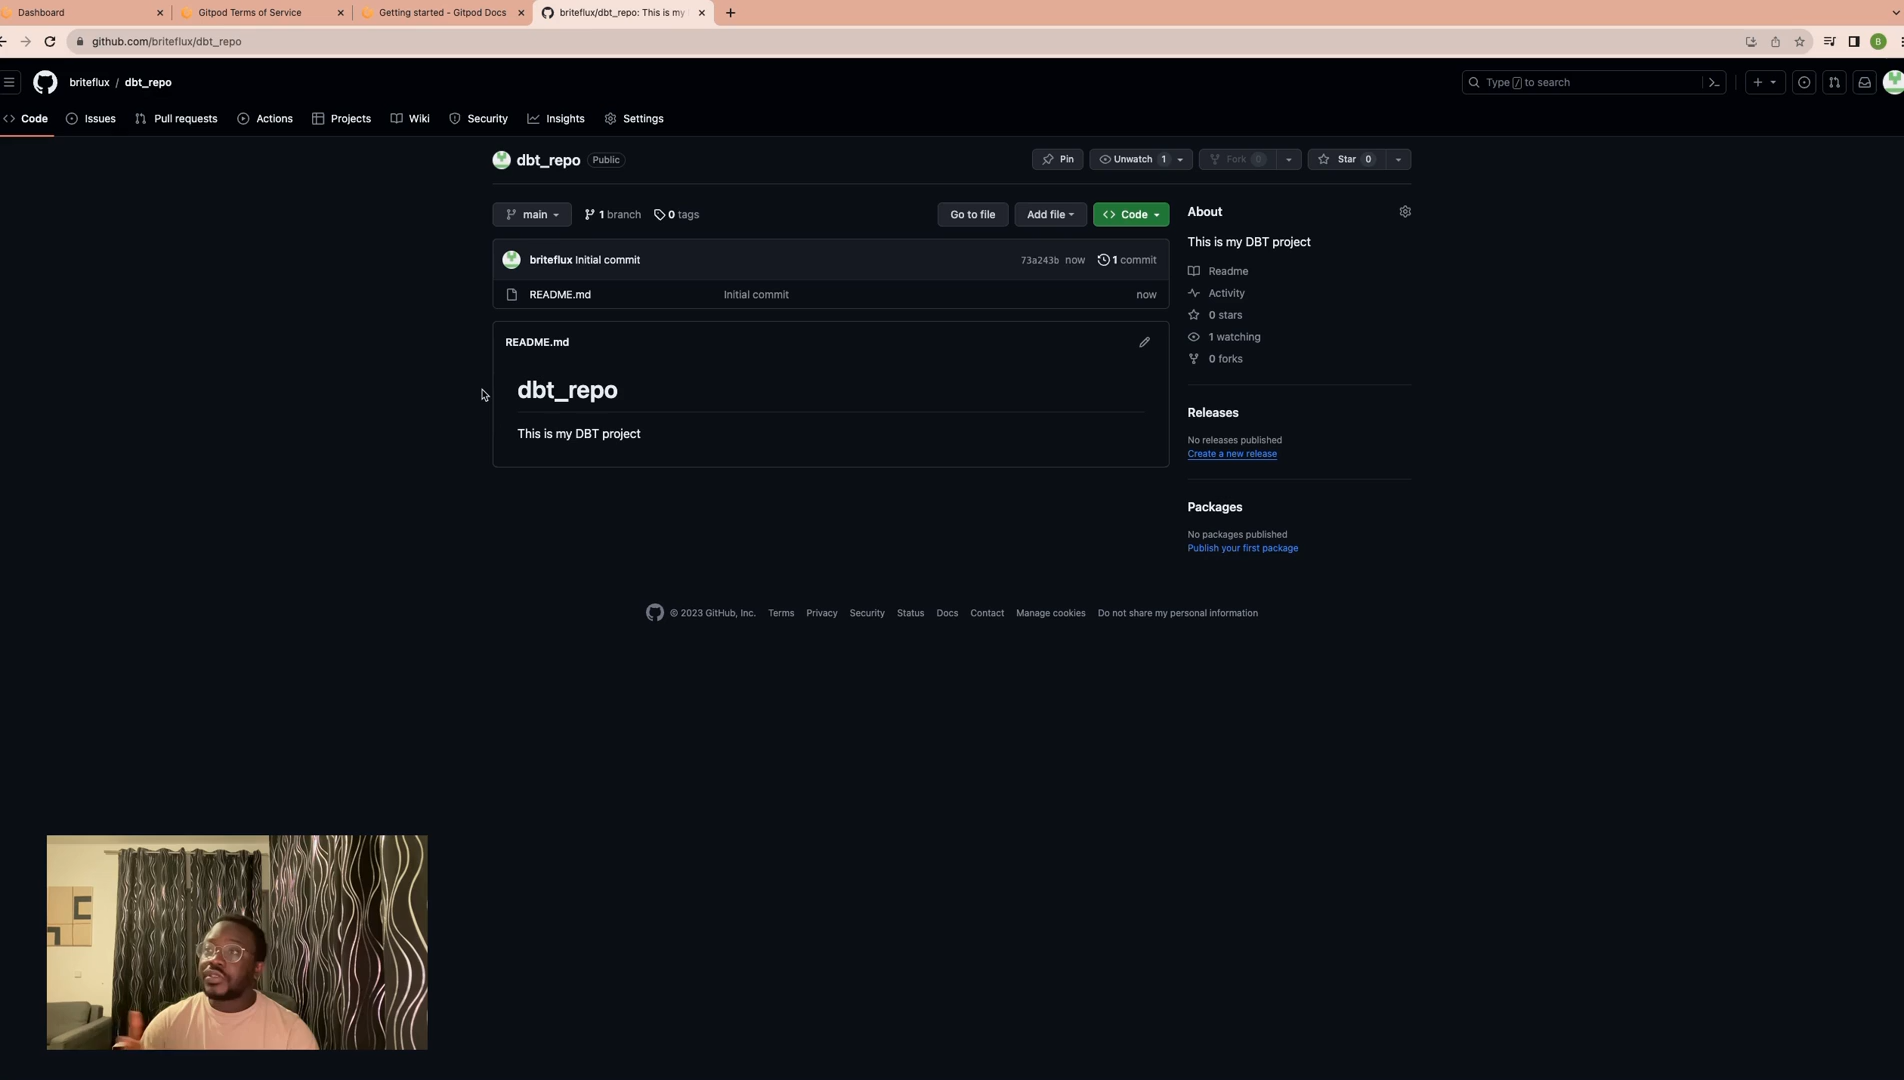 Dashboard
Gitpod Terms of Service
Getting started - Gitpod Docs
briteflux/dbt_repo: This is my
github.com/briteflux/dbt_repo
B
briteflux / dbt_repo
Type / to search
Code
Issues
Pull requests
Actions
Projects
Wiki
Security
Insights
Settings
dbt_repo
Public
Pin
Unwatch 1
Fork 0
Star 0
main
1 branch
0 tags
Go to file
Add file
Code
briteflux Initial commit
73a243b now
1 commit
README.md
Initial commit
now
README.md
dbt_repo
This is my DBT project
About
This is my DBT project
Readme
Activity
0 stars
1 watching
0 forks
Releases
No releases published
Create a new release
Packages
No packages published
Publish your first package
© 2023 GitHub, Inc.
Terms
Privacy
Security
Status
Docs
Contact
Manage cookies
Do not share my personal information